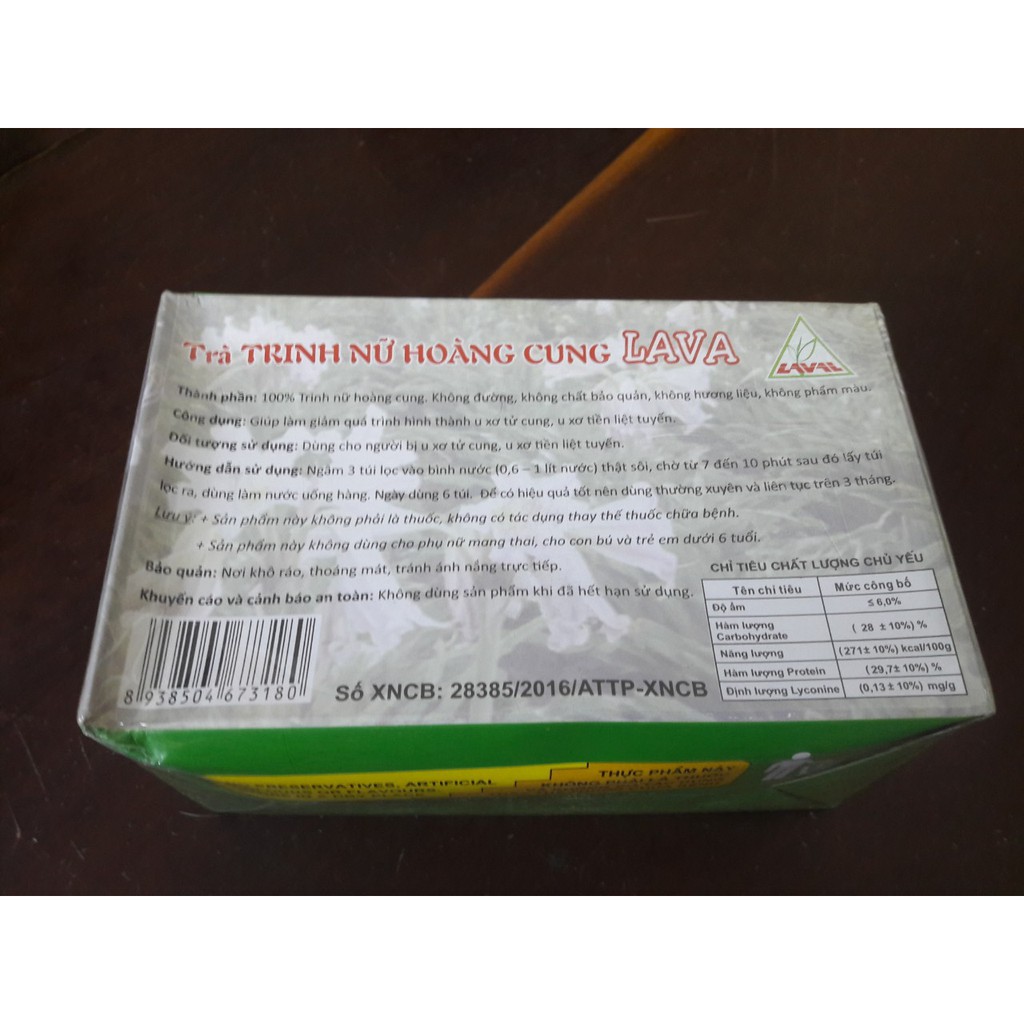 Trà TRINH NỮ HOÀNG CUNG LAVA
LAVAZ
Thành phần: 100% Trinh nữ hoàng cung. Không đường, không chất bảo quản, không hương liệu, không phẩm màu.
Công dụng: Giúp làm giảm quá trình hình thành u xơ tử cung, u xơ tiền liệt tuyến.
Đối tượng sử dụng: Dùng cho người bị u xơ tử cung, u xơ tiền liệt tuyến.
Hướng dẫn sử dụng: Ngâm 3 túi lọc vào bình nước (0,6 – 1 lít nước) thật sôi, chờ từ 7 đến 10 phút sau đó lấy túi
lọc ra, dùng làm nước uống hàng. Ngày dùng 6 túi. Để có hiệu quả tốt nên dùng thường xuyên và liên tục trên 3 tháng.
Lưu ý: + Sản phẩm này không phải là thuốc, không có tác dụng thay thế thuốc chữa bệnh.
+ Sản phẩm này không dùng cho phụ nữ mang thai, cho con bú và trẻ em dưới 6 tuổi.
Bảo quản: Nơi khô ráo, thoáng mát, tránh ánh nắng trực tiếp.
Khuyến cáo và cảnh báo an toàn: Không dùng sản phẩm khi đã hết hạn sử dụng.
CHỈ TIÊU CHẤT LƯỢNG CHỦ YẾU
Tên chỉ tiêu Mức công bố
Độ ẩm ≤ 6,0%
Hàm lượng Carbohydrate ( 28 ± 10%) %
Năng lượng (271± 10%) kcal/100g
Hàm lượng Protein (29,7± 10%) %
Định lượng Lyconine (0,13 ± 10%) mg/g
8 938504 673180
Số XNCB: 28385/2016/ATTP-XNCB
PRESERVATIVES, ARTIFICIAL
OR FLAVOURS
THỰC PHẨM NÀY
KHÔNG PHẢI LÀ THUỐC